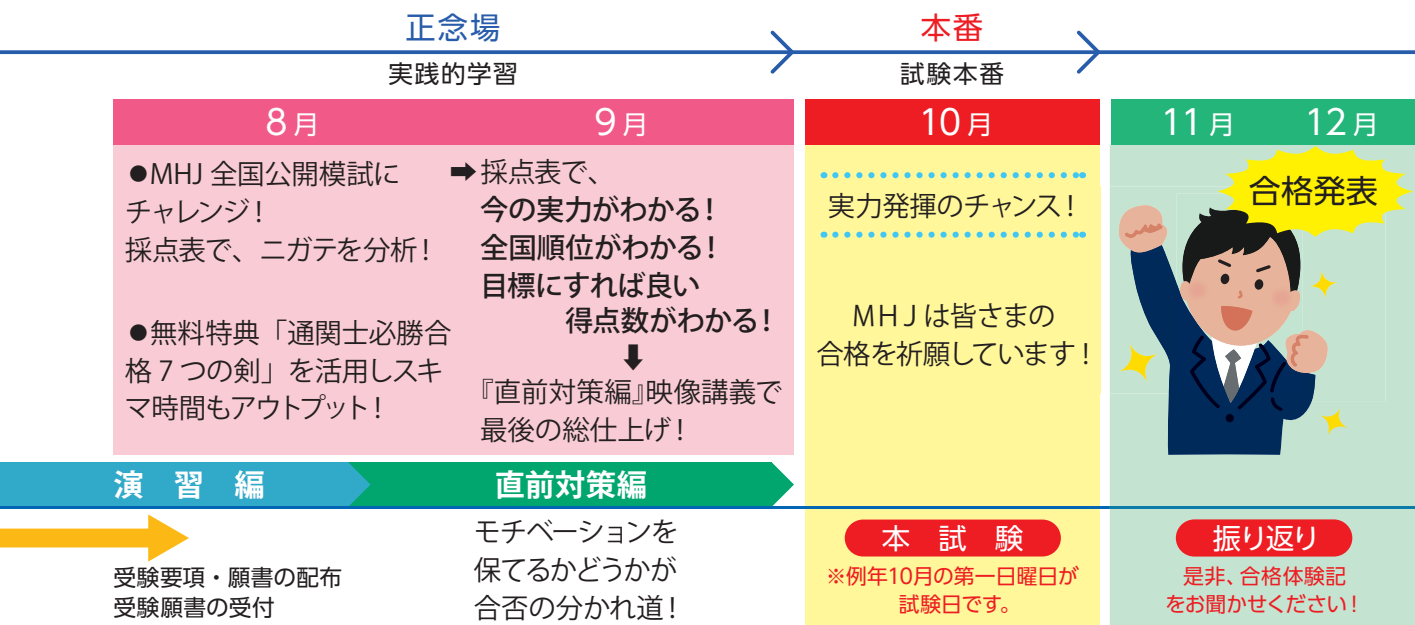 正念場
実践的学習
本番
試験本番
8月
9月
10月
11月
12月
●MHJ 全国公開模試に
チャレンジ！
採点表で、ニガテを分析！
●無料特典「通関士必勝合
格７つの剣」を活用しスキ
マ時間もアウトプット！
➡採点表で、
今の実力がわかる！
全国順位がわかる！
目標にすれば良い
得点数がわかる！
⬇
『直前対策編』映像講義で
最後の総仕上げ！
実力発揮のチャンス！
ＭＨＪは皆さまの
合格を祈願しています！
合格発表
演習編
直前対策編
受験要項・願書の配布
受験願書の受付
モチベーションを
保てるかどうかが
合否の分かれ道！
本試験
※例年10月の第一日曜日が
試験日です。
振り返り
是非、合格体験記
をお聞かせください！